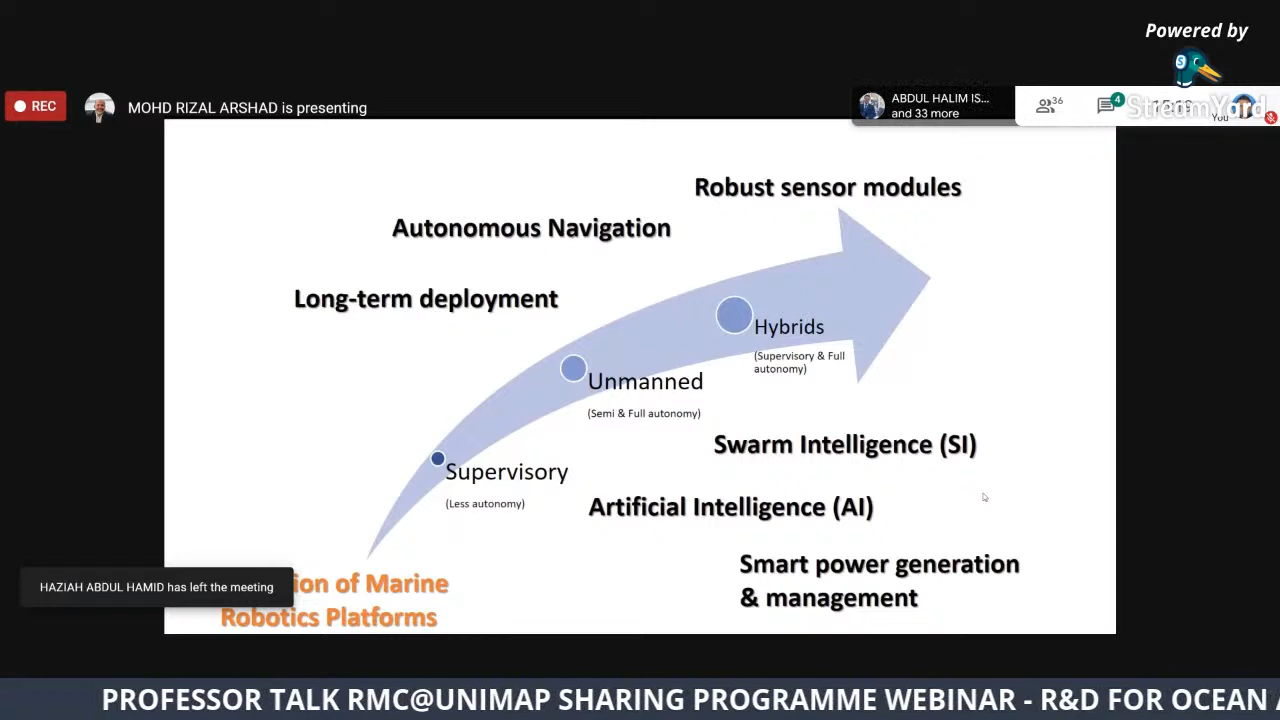 Powered by
S
StreamYard
REC
MOHD RIZAL ARSHAD is presenting
ABDUL HALIM IS...
and 33 more
36
4
You
Robust sensor modules
Autonomous Navigation
Long-term deployment
Hybrids
(Supervisory & Full
autonomy)
Unmanned
(Semi & Full autonomy)
Swarm Intelligence (SI)
Supervisory
(Less autonomy)
Artificial Intelligence (AI)
Smart power generation
& management
HAZIAH ABDUL HAMID has left the meeting
ion of Marine
Robotics Platforms
PROFESSOR TALK RMC@UNIMAP SHARING PROGRAMME WEBINAR - R&D FOR OCEAN